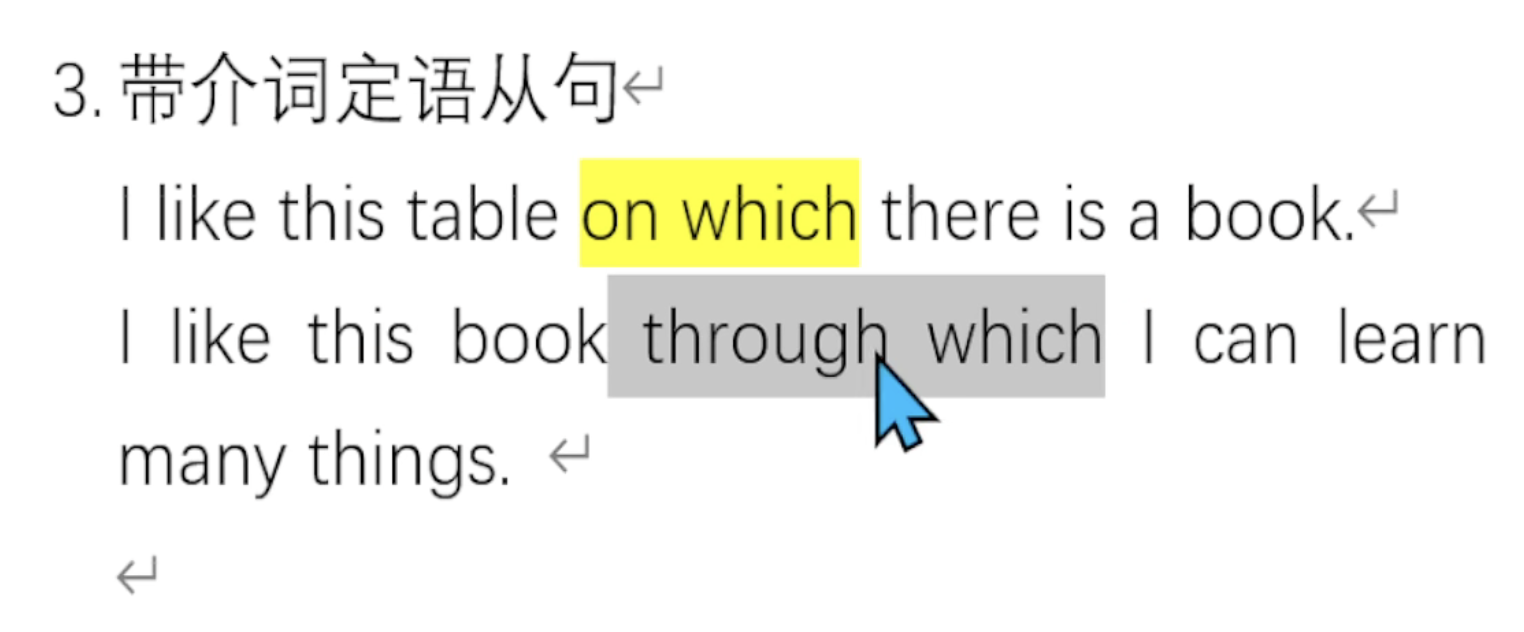 3. 带介词定语从句↵
I like this table on which there is a book.↵
I like this book through which I can learn
many things. ↵
↵